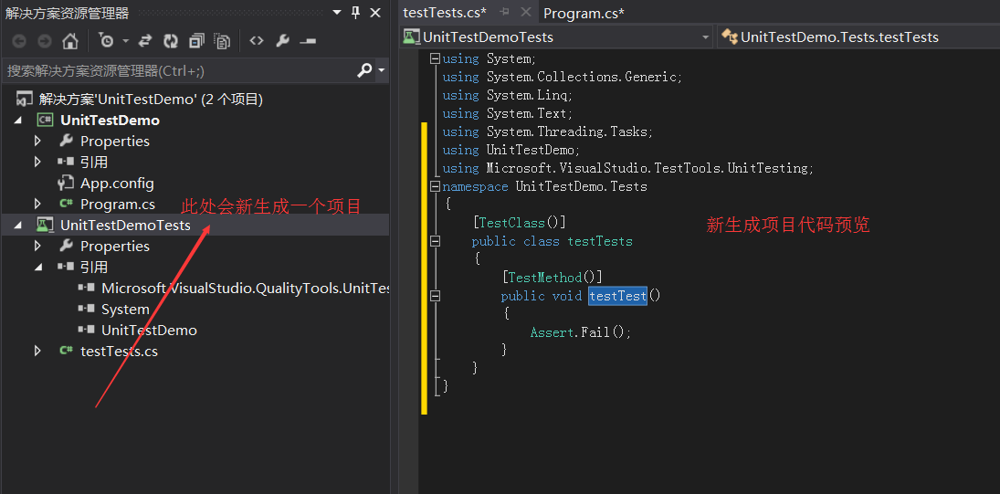 解决方案资源管理器
搜索解决方案资源管理器(Ctrl+;)
解决方案'UnitTestDemo' (2 个项目)
UnitTestDemo
Properties
引用
App.config
Program.cs
此处会新生成一个项目
UnitTestDemoTests
Properties
引用
Microsoft.VisualStudio.QualityTools.UnitTes
System
UnitTestDemo
testTests.cs
testTests.cs*
Program.cs*
UnitTestDemoTests
UnitTestDemo.Tests.testTests
using System;
using System.Collections.Generic;
using System.Linq;
using System.Text;
using System.Threading.Tasks;
using UnitTestDemo;
using Microsoft.VisualStudio.TestTools.UnitTesting;
namespace UnitTestDemo.Tests
{
[TestClass()]
新生成项目代码预览
public class testTests
{
[TestMethod()]
public void testTest()
{
Assert.Fail();
}
}
}